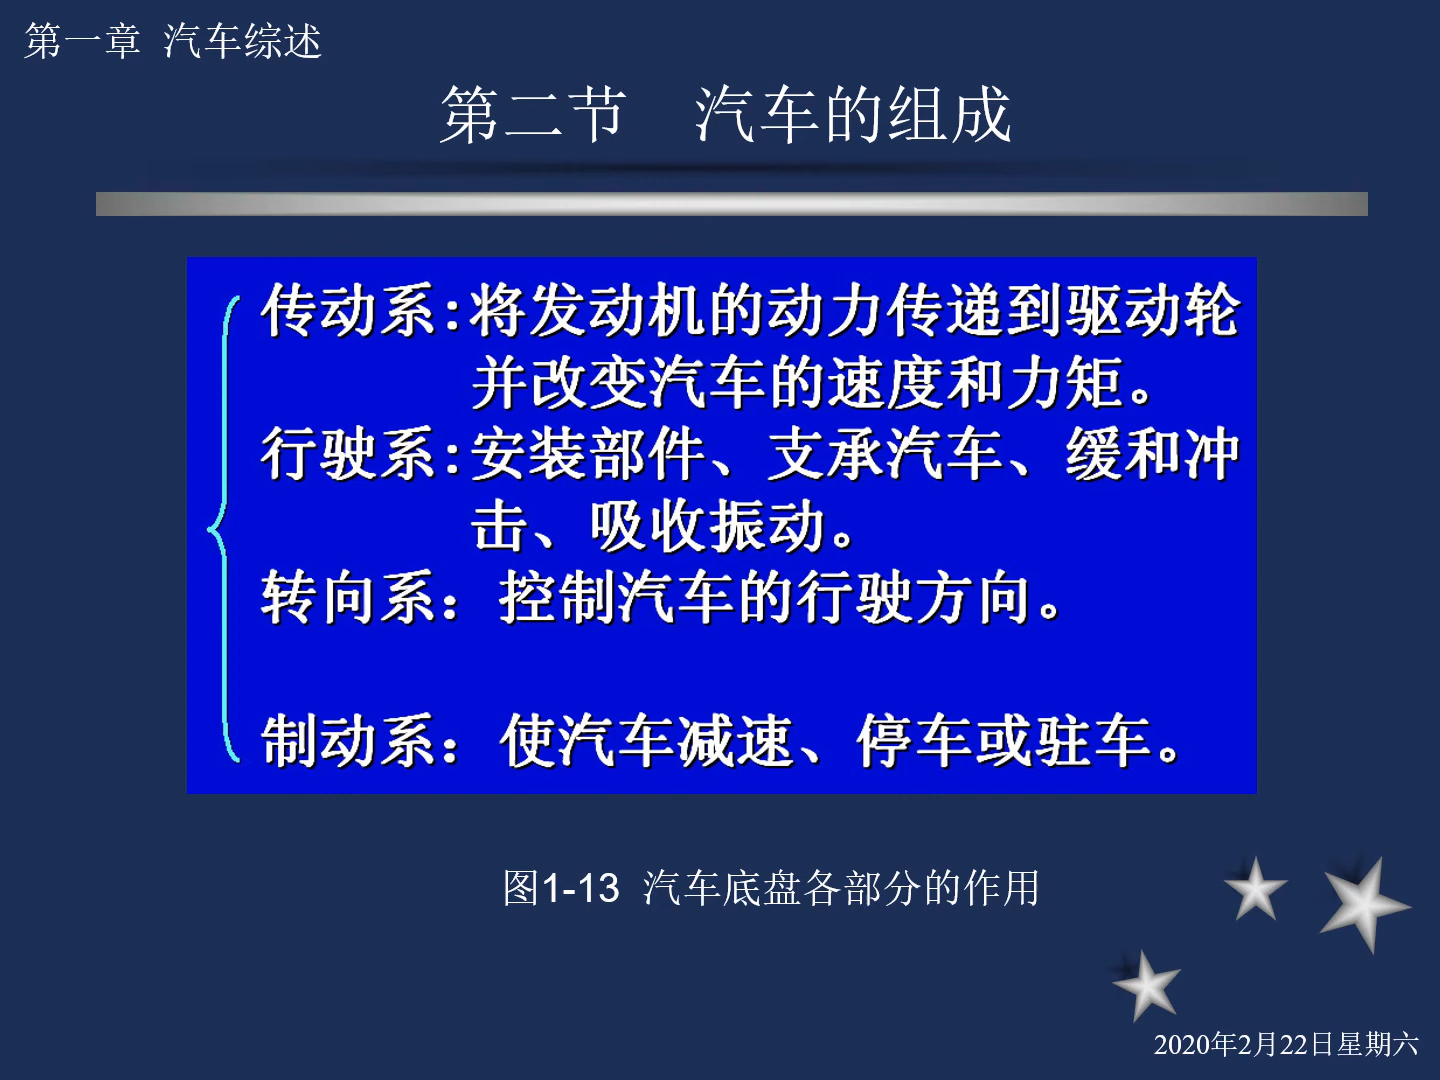 第一章 汽车综述
第二节 汽车的组成
传动系:将发动机的动力传递到驱动轮
并改变汽车的速度和力矩。
行驶系:安装部件、支承汽车、缓和冲
击、吸收振动。
转向系：控制汽车的行驶方向。
制动系：使汽车减速、停车或驻车。
图1-13 汽车底盘各部分的作用
2020年2月22日星期六